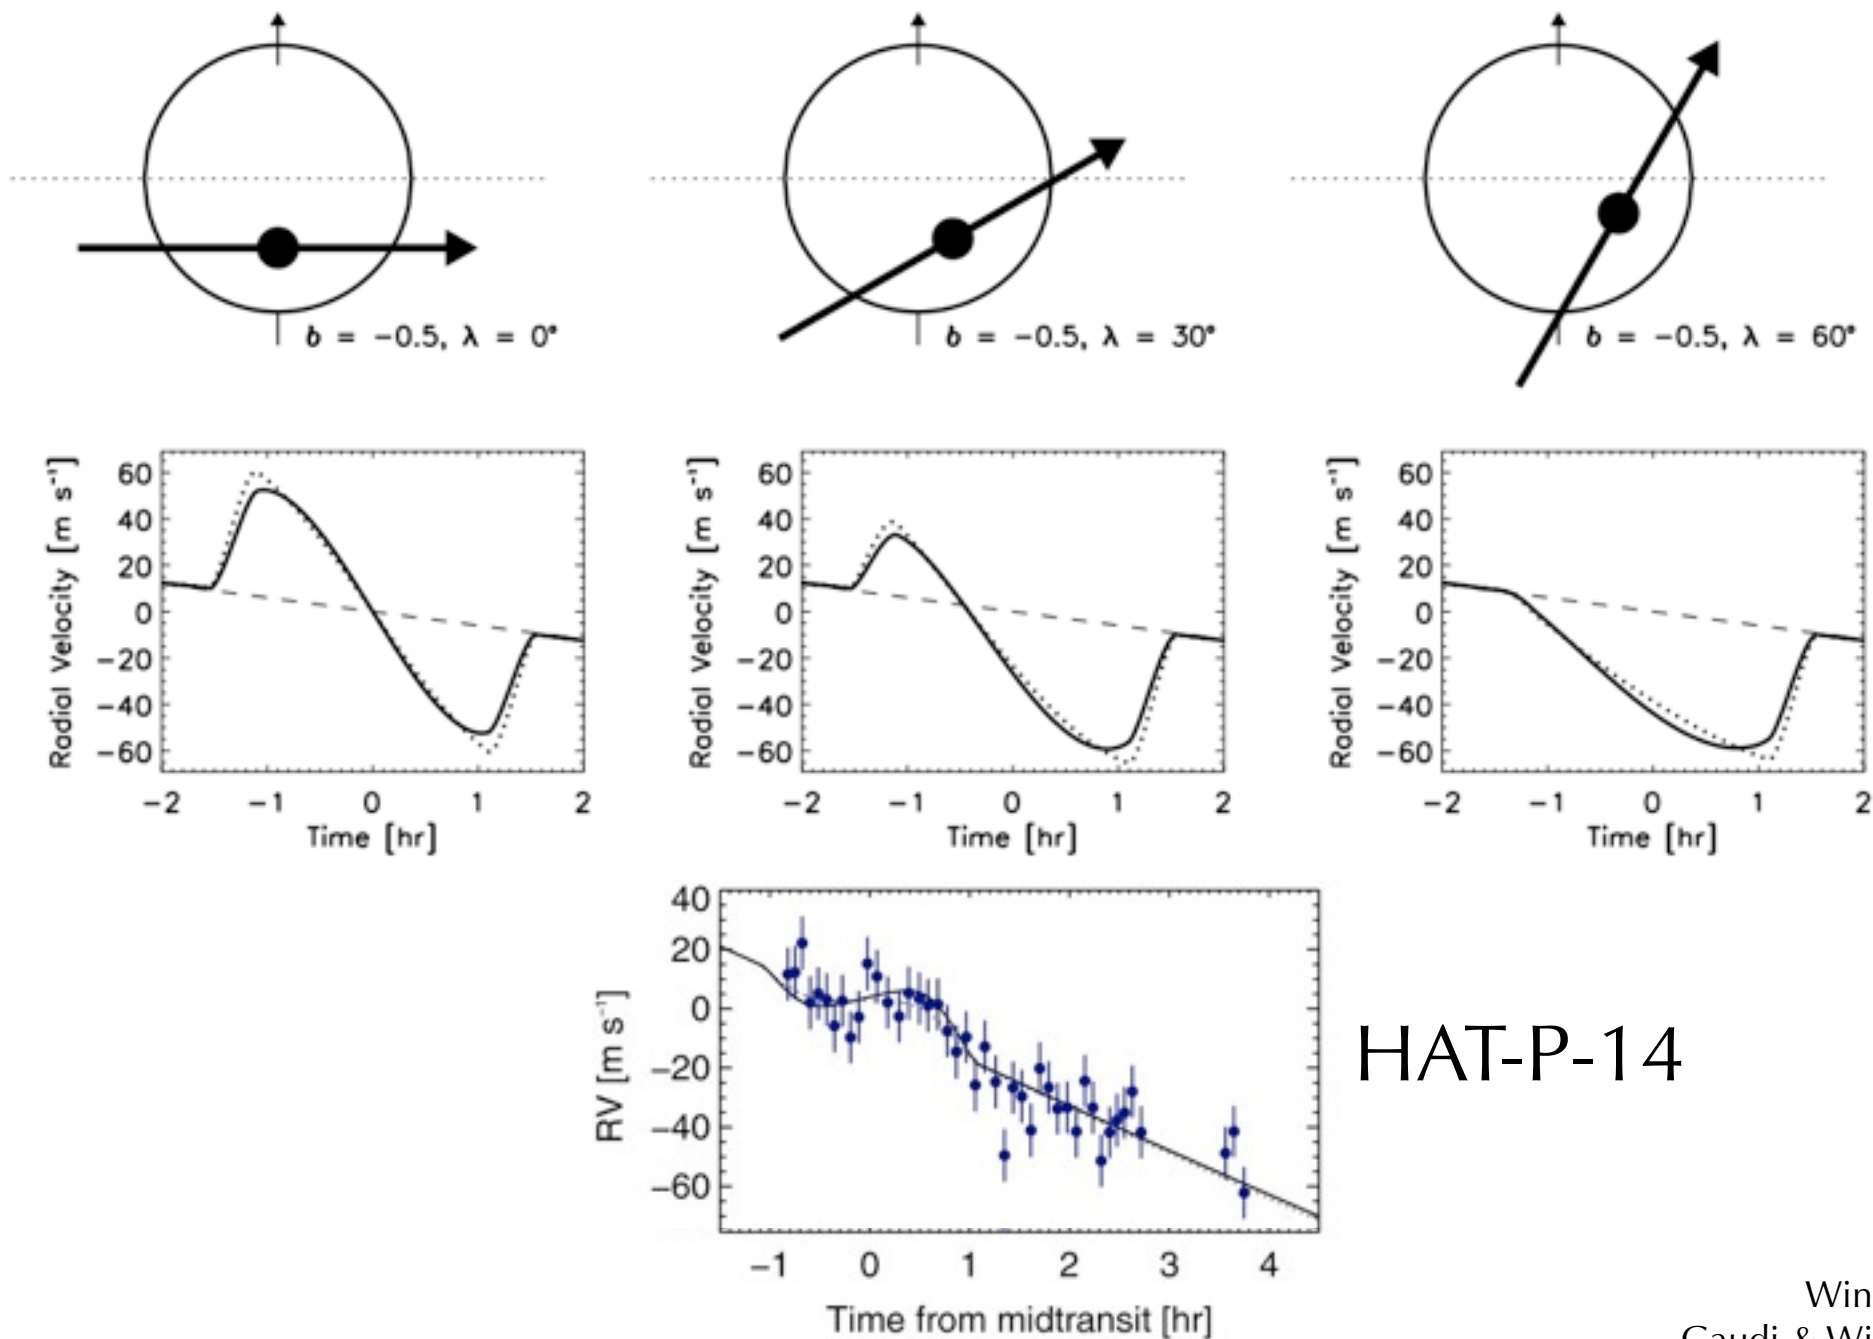 b = −0.5, λ = 0°
b = −0.5, λ = 30°
b = −0.5, λ = 60°
Radial Velocity [m s⁻¹]
60
40
20
0
−20
−40
−60
−2 −1 0 1 2
Time [hr]
Radial Velocity [m s⁻¹]
60
40
20
0
−20
−40
−60
−2 −1 0 1 2
Time [hr]
Radial Velocity [m s⁻¹]
60
40
20
0
−20
−40
−60
−2 −1 0 1 2
Time [hr]
RV [m s⁻¹]
40
20
0
−20
−40
−60
−1 0 1 2 3 4
Time from midtransit [hr]
HAT-P-14
Win
Gaudi & Wi